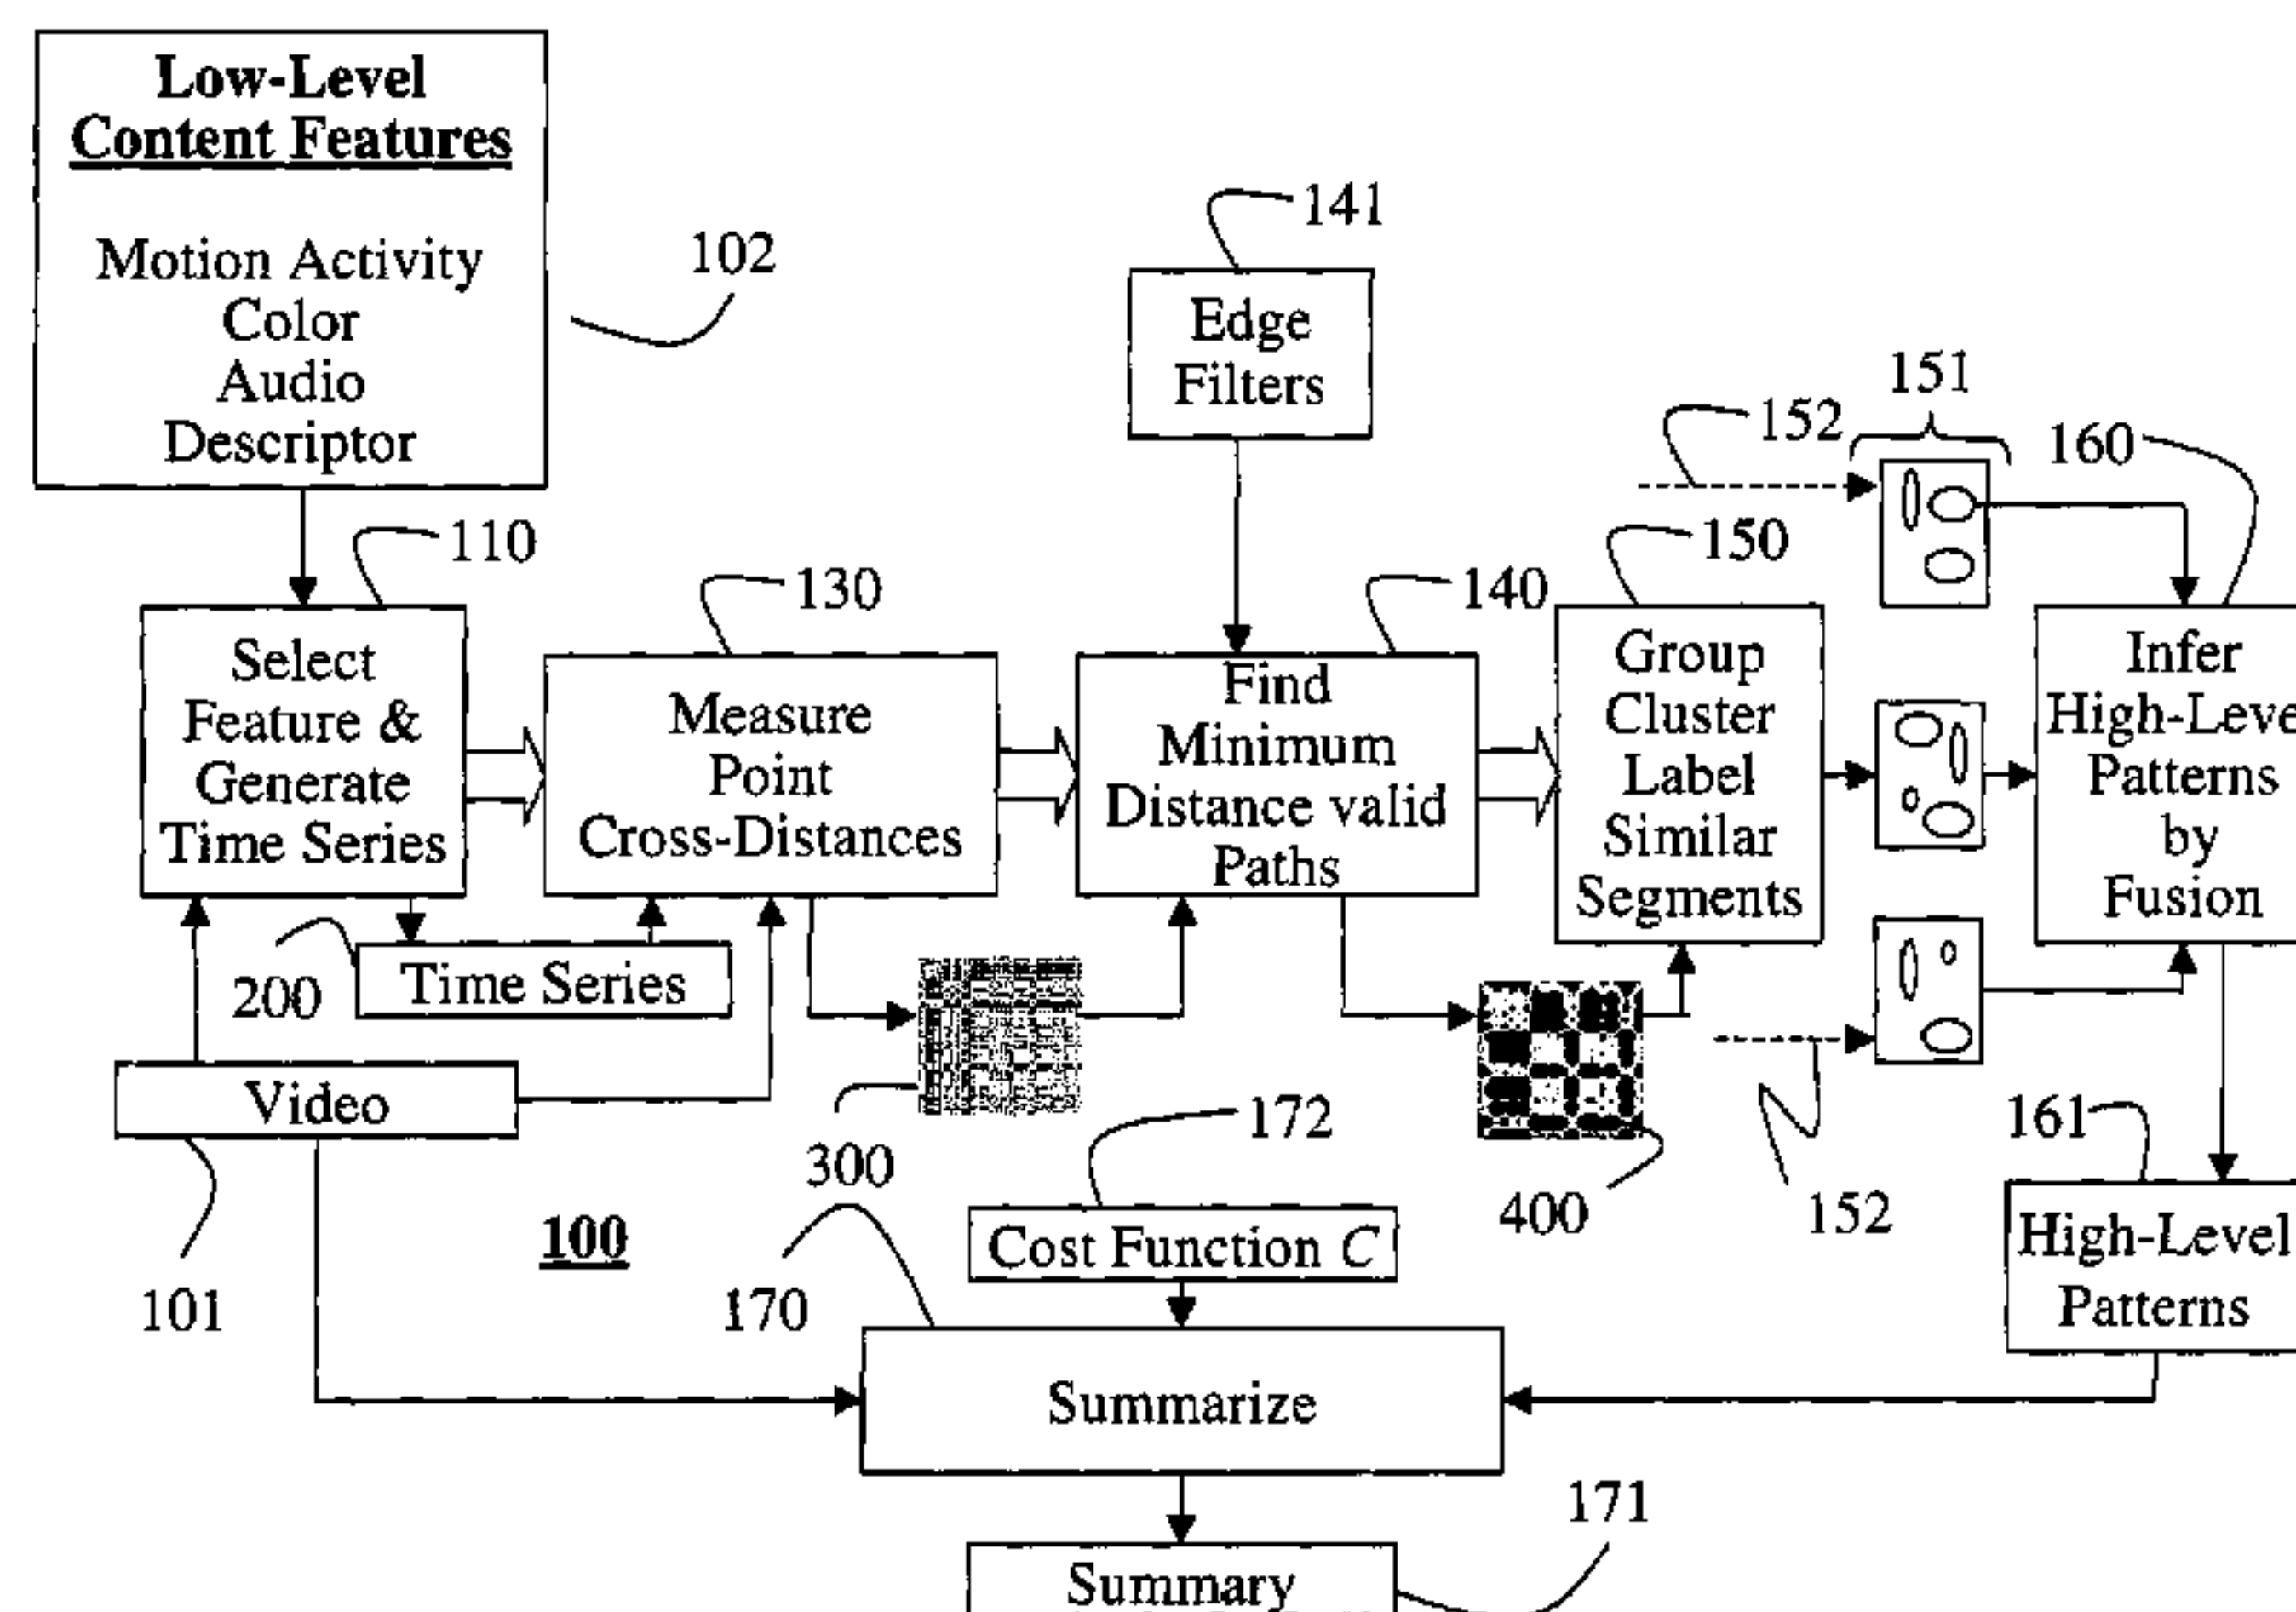 Low-Level
Content Features
Motion Activity
Color
Audio
Descriptor
102
141
Edge
Filters
152
151
160
110
130
140
150
Select
Feature &
Generate
Time Series
Measure
Point
Cross-Distances
Find
Minimum
Distance valid
Paths
Group
Cluster
Label
Similar
Segments
Infer
High-Leve
Patterns
by
Fusion
200
Time Series
Video
101
100
300
400
152
161
High-Level
Patterns
172
Cost Function C
170
Summarize
171
Summary